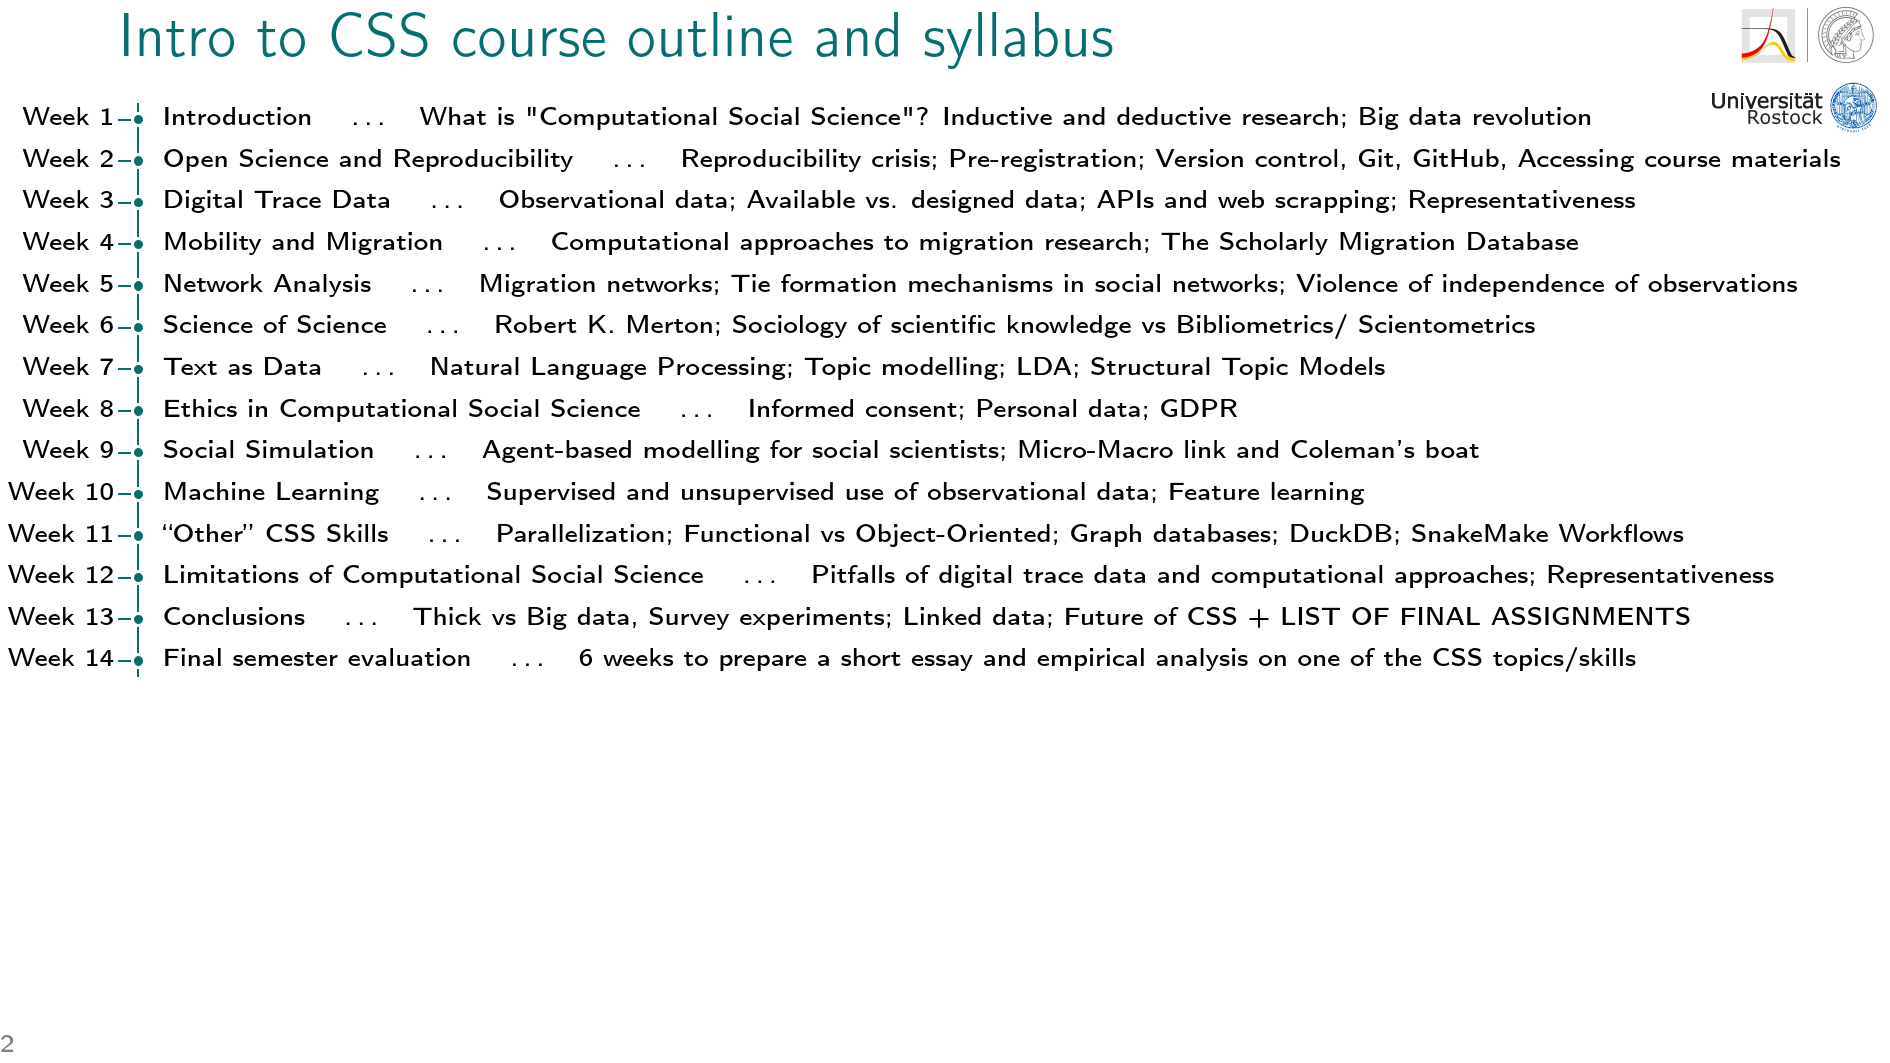 Intro to CSS course outline and syllabus
Universität
Rostock
Week 1 Introduction ... What is "Computational Social Science"? Inductive and deductive research; Big data revolution
Week 2 Open Science and Reproducibility ... Reproducibility crisis; Pre-registration; Version control, Git, GitHub, Accessing course materials
Week 3 Digital Trace Data ... Observational data; Available vs. designed data; APIs and web scrapping; Representativeness
Week 4 Mobility and Migration ... Computational approaches to migration research; The Scholarly Migration Database
Week 5 Network Analysis ... Migration networks; Tie formation mechanisms in social networks; Violence of independence of observations
Week 6 Science of Science ... Robert K. Merton; Sociology of scientific knowledge vs Bibliometrics/ Scientometrics
Week 7 Text as Data ... Natural Language Processing; Topic modelling; LDA; Structural Topic Models
Week 8 Ethics in Computational Social Science ... Informed consent; Personal data; GDPR
Week 9 Social Simulation ... Agent-based modelling for social scientists; Micro-Macro link and Coleman's boat
Week 10 Machine Learning ... Supervised and unsupervised use of observational data; Feature learning
Week 11 “Other” CSS Skills ... Parallelization; Functional vs Object-Oriented; Graph databases; DuckDB; SnakeMake Workflows
Week 12 Limitations of Computational Social Science ... Pitfalls of digital trace data and computational approaches; Representativeness
Week 13 Conclusions ... Thick vs Big data, Survey experiments; Linked data; Future of CSS + LIST OF FINAL ASSIGNMENTS
Week 14 Final semester evaluation ... 6 weeks to prepare a short essay and empirical analysis on one of the CSS topics/skills
2